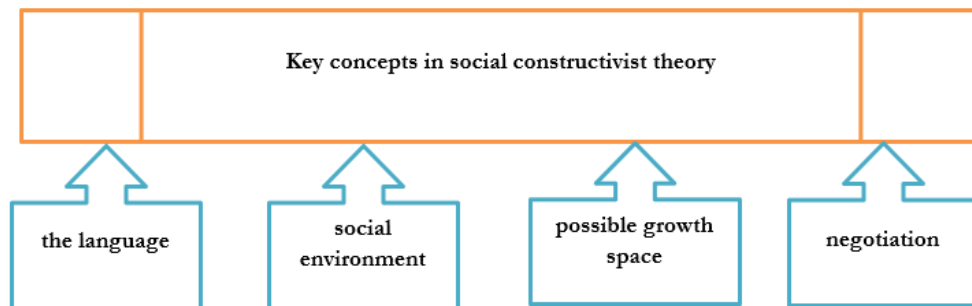 Key concepts in social constructivist theory
the language
social
environment
possible growth
space
negotiation